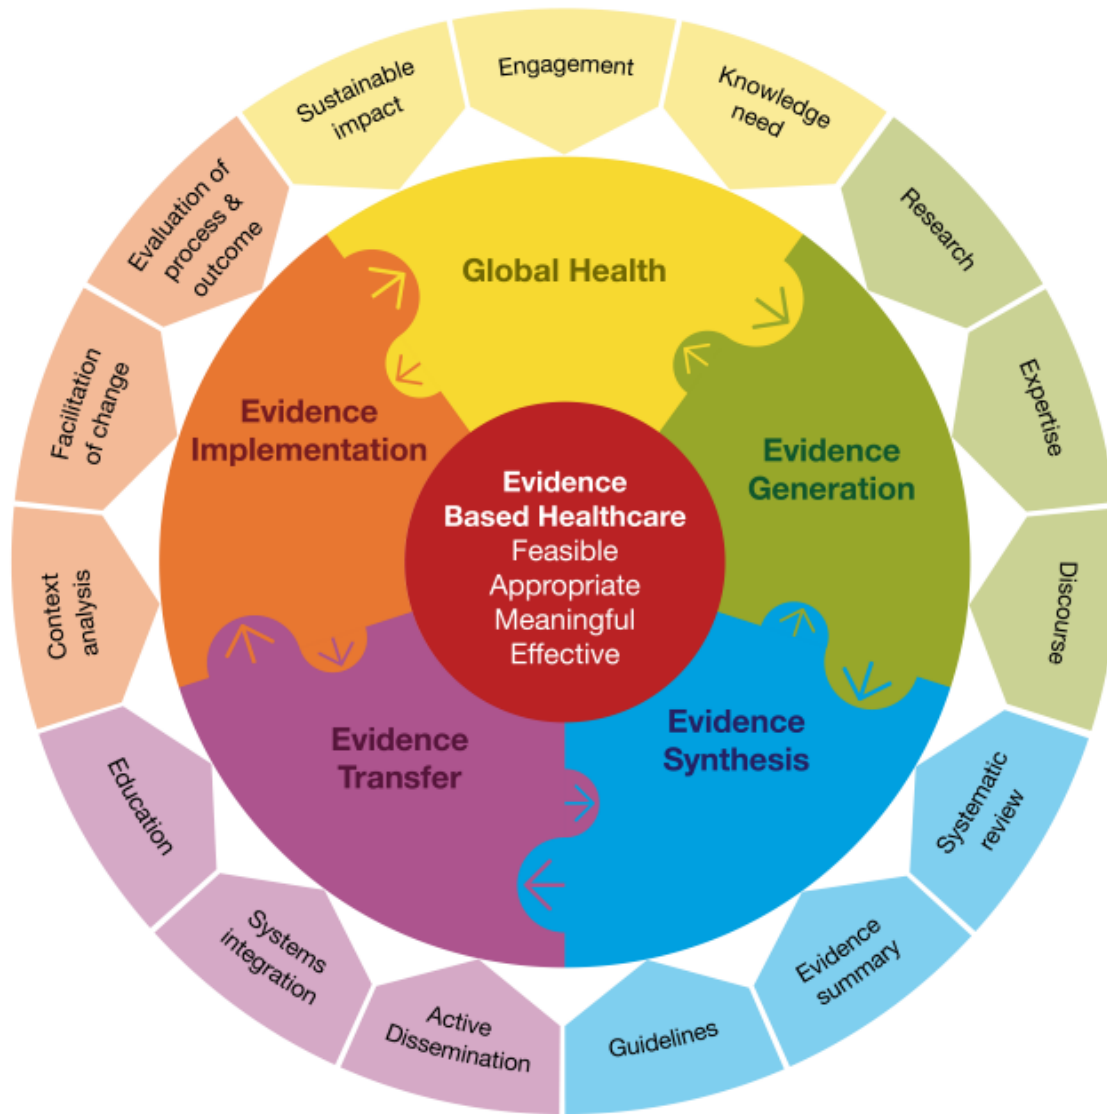 Engagement
Knowledge
need
Research
Expertise
Discourse
Systematic
review
Evidence
summary
Guidelines
Active
Dissemination
Systems
integration
Education
Context
analysis
Facilitation
of change
Evaluation of
process &
outcome
Sustainable
impact
Global Health
Evidence
Generation
Evidence
Synthesis
Evidence
Transfer
Evidence
Implementation
Evidence
Based Healthcare
Feasible
Appropriate
Meaningful
Effective